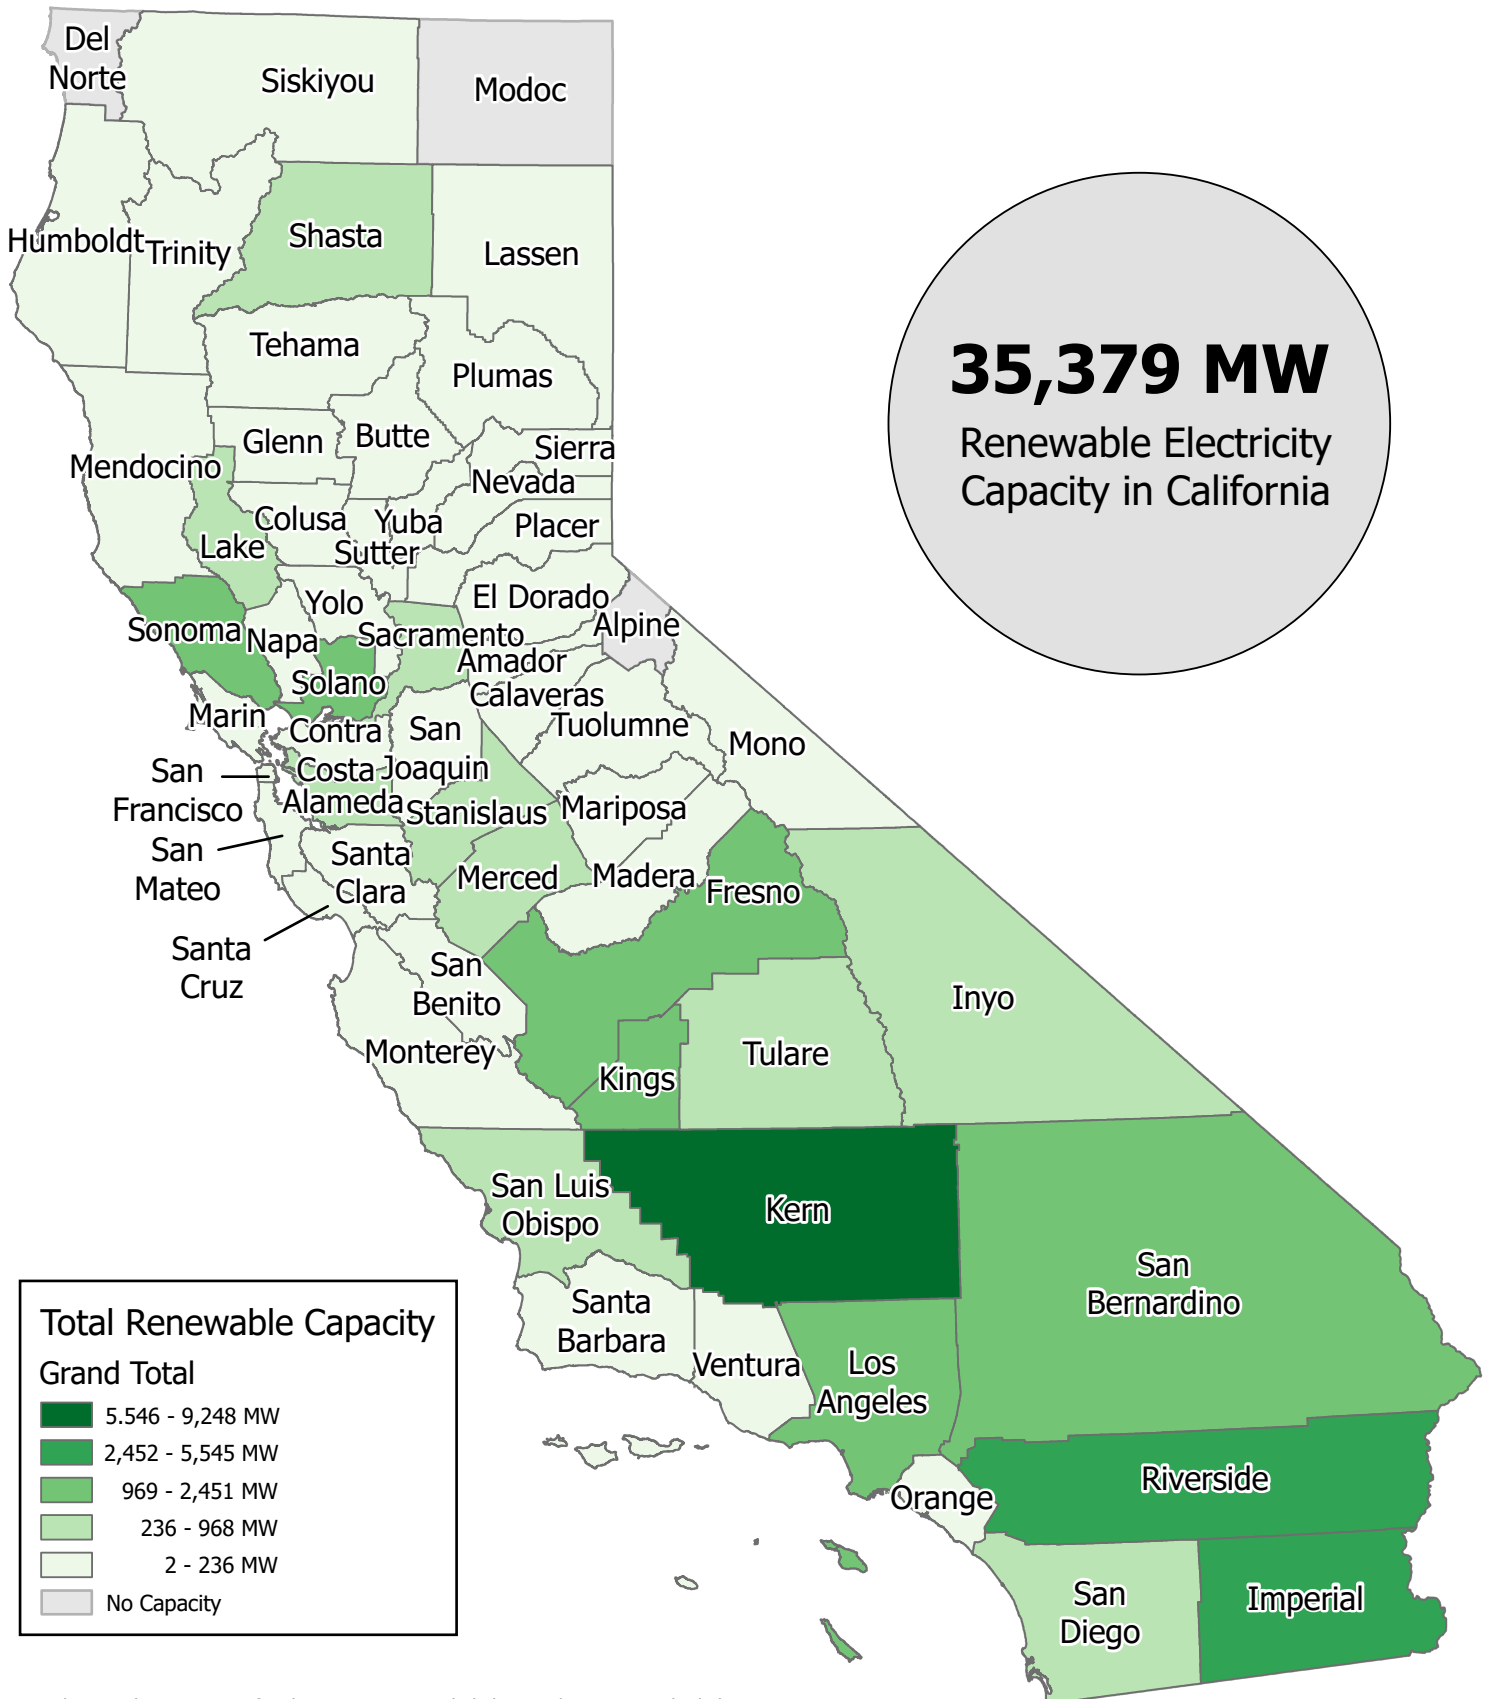 Del
Norte
Siskiyou
Modoc
Humboldt
Trinity
Shasta
Lassen
Tehama
Plumas
Glenn
Butte
Sierra
Mendocino
Nevada
Colusa
Yuba
Placer
Lake
Sutter
El Dorado
Yolo
Alpine
Sonoma
Napa
Sacramento
Amador
Solano
Calaveras
Marin
Contra
Costa
San
Joaquin
Tuolumne
Mono
San
Francisco
Alameda
Stanislaus
Mariposa
San
Mateo
Santa
Clara
Merced
Madera
Fresno
Santa
Cruz
San
Benito
Inyo
Monterey
Kings
Tulare
San Luis
Obispo
Kern
San
Bernardino
Santa
Barbara
Ventura
Los
Angeles
Orange
Riverside
San
Diego
Imperial
35,379 MW
Renewable Electricity
Capacity in California
Total Renewable Capacity
Grand Total
5.546 - 9,248 MW
2,452 - 5,545 MW
969 - 2,451 MW
236 - 968 MW
2 - 236 MW
No Capacity